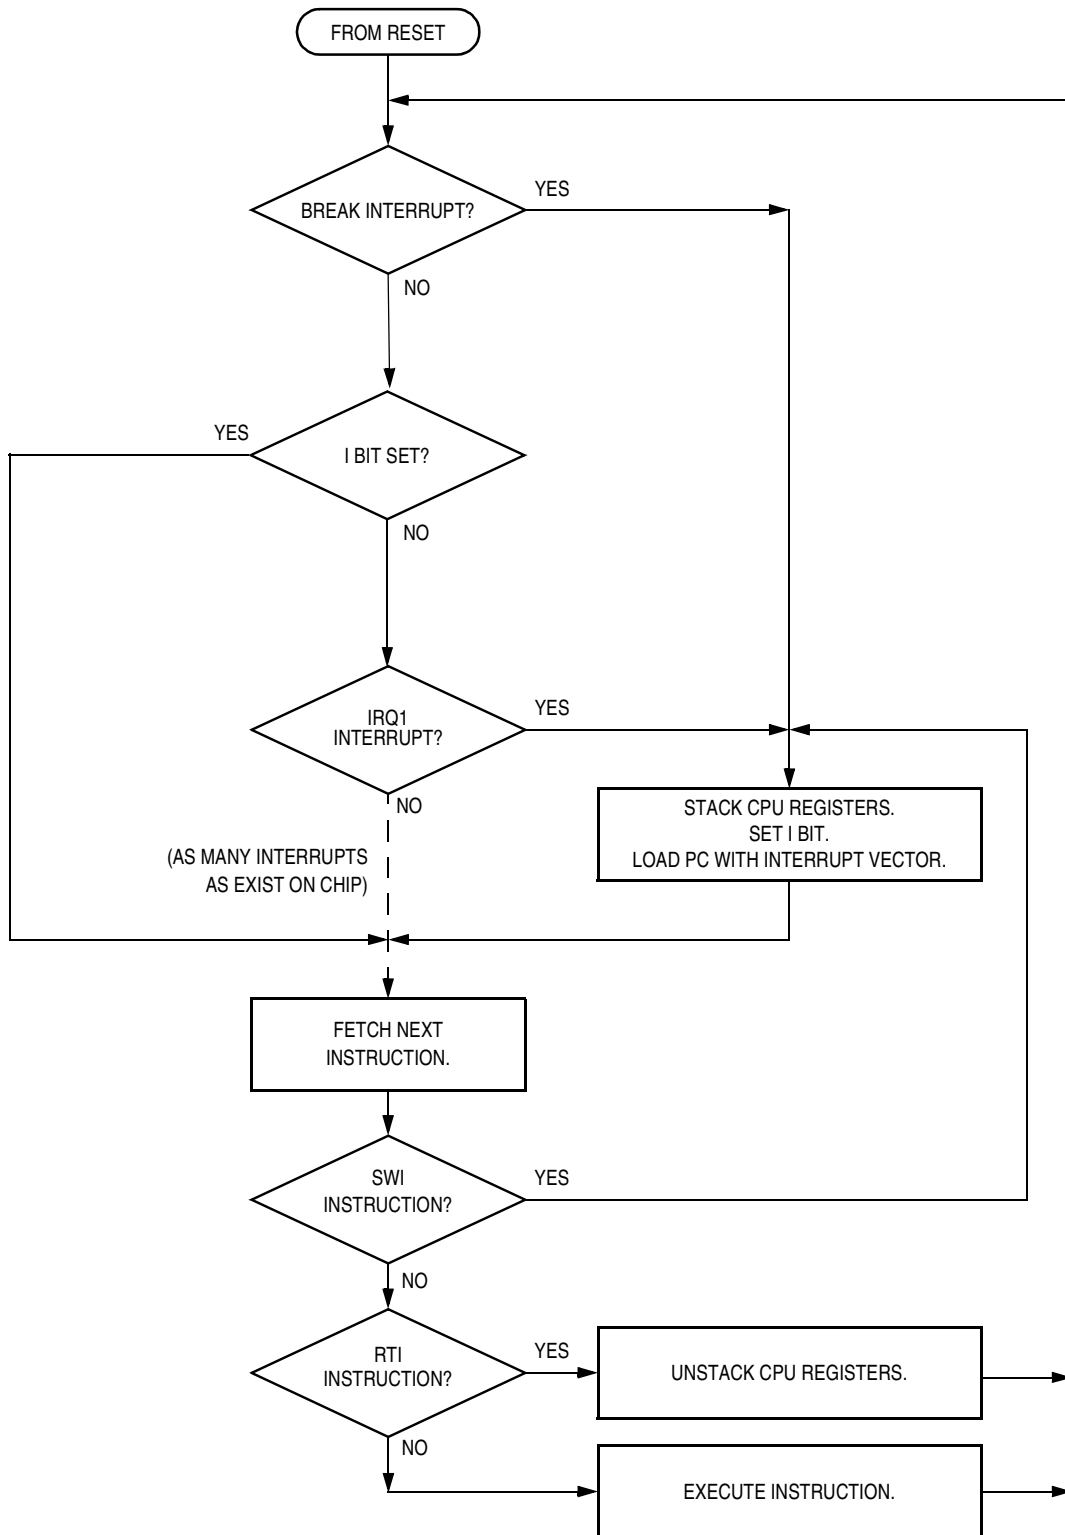 FROM RESET
BREAK INTERRUPT?
YES
NO
YES
I BIT SET?
NO
IRQ1
INTERRUPT?
YES
NO
(AS MANY INTERRUPTS
AS EXIST ON CHIP)
STACK CPU REGISTERS.
SET I BIT.
LOAD PC WITH INTERRUPT VECTOR.
FETCH NEXT
INSTRUCTION.
SWI
INSTRUCTION?
YES
NO
RTI
INSTRUCTION?
YES
UNSTACK CPU REGISTERS.
NO
EXECUTE INSTRUCTION.